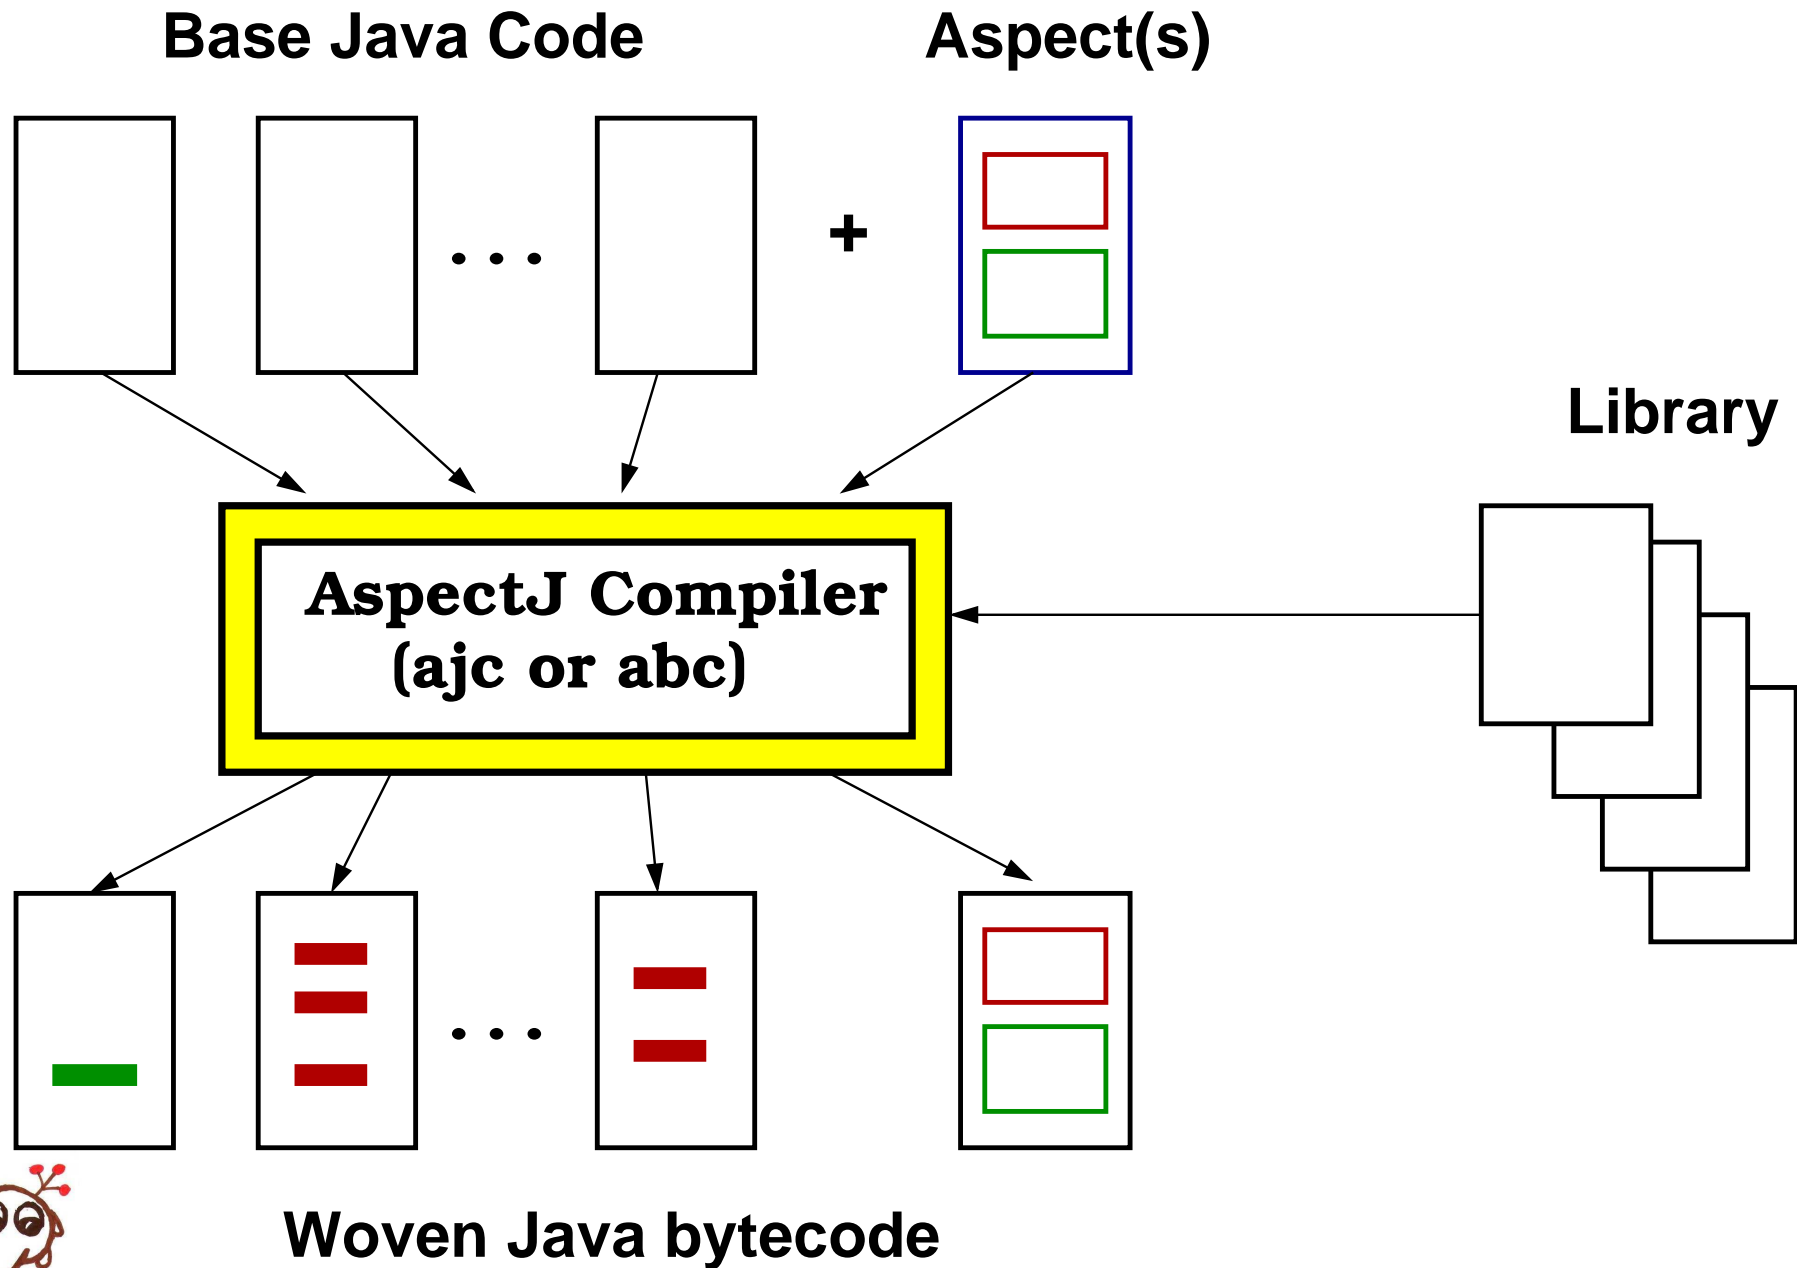 Base Java Code
Aspect(s)
. . .
+
Library
AspectJ Compiler
(ajc or abc)
. . .
Woven Java bytecode